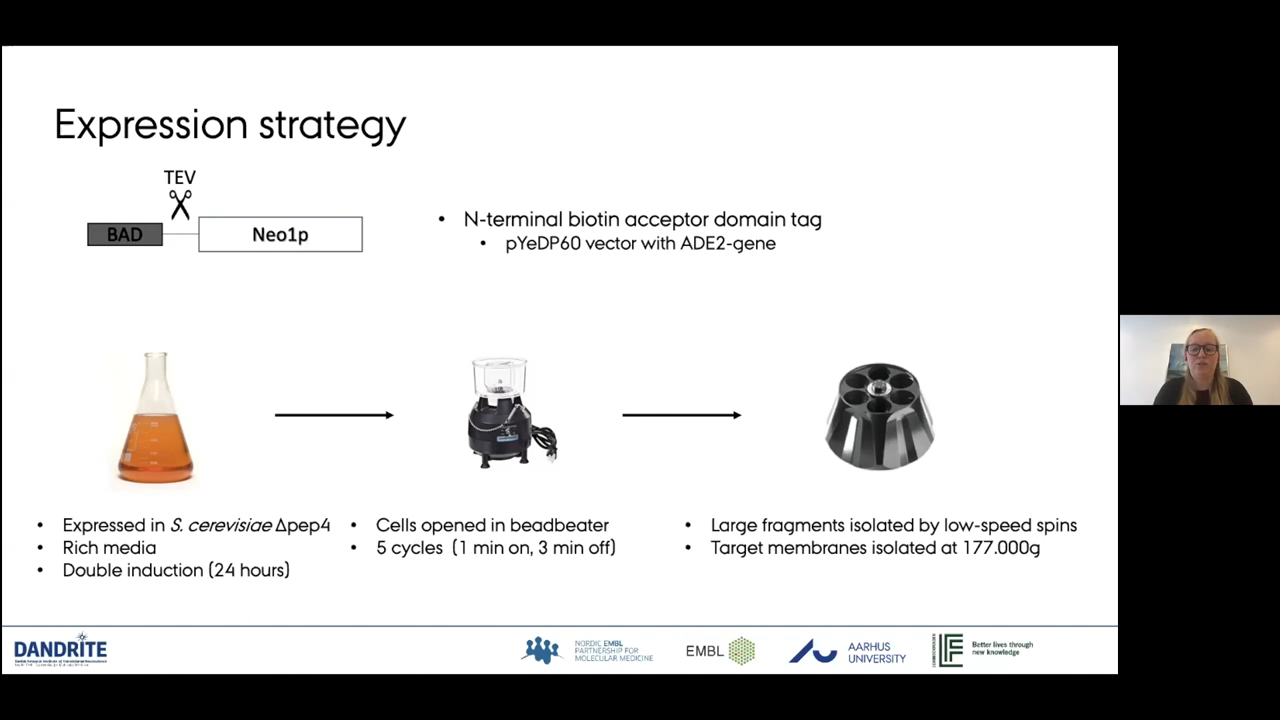 Expression strategy
TEV
BAD
Neo1p
• N-terminal biotin acceptor domain tag
• pYeDP60 vector with ADE2-gene
• Expressed in S. cerevisiae Δpep4
• Rich media
• Double induction (24 hours)
• Cells opened in beadbeater
• 5 cycles (1 min on, 3 min off)
• Large fragments isolated by low-speed spins
• Target membranes isolated at 177.000g
DANDRITE
NORDIC EMBL
PARTNERSHIP FOR
MOLECULAR MEDICINE
EMBL
AARHUS
UNIVERSITY
Better lives through
new knowledge